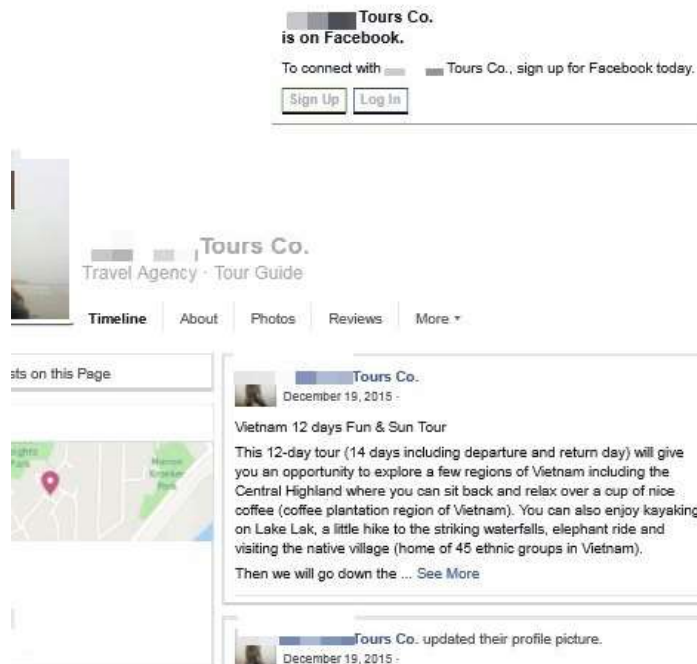 Tours Co.
is on Facebook.
To connect with Tours Co., sign up for Facebook today.
Sign Up Log In
Tours Co.
Travel Agency · Tour Guide
Timeline About Photos Reviews More
sts on this Page
Tours Co.
December 19, 2015 ·
Vietnam 12 days Fun & Sun Tour
This 12-day tour (14 days including departure and return day) will give
you an opportunity to explore a few regions of Vietnam including the
Central Highland where you can sit back and relax over a cup of nice
coffee (coffee plantation region of Vietnam). You can also enjoy kayaking
on Lake Lak, a little hike to the striking waterfalls, elephant ride and
visiting the native village (home of 45 ethnic groups in Vietnam).
Then we will go down the ... See More
Park
Park
Tours Co. updated their profile picture.
December 19, 2015 ·